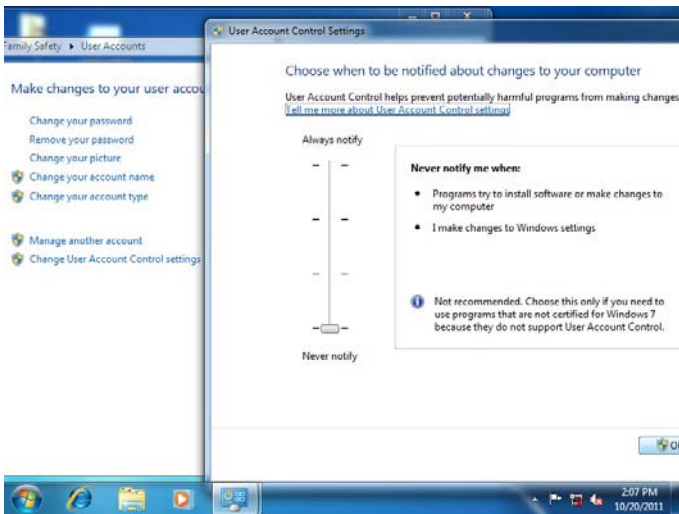 User Account Control Settings
Family Safety ▸ User Accounts
Make changes to your user accou
Change your password
Remove your password
Change your picture
Change your account name
Change your account type
Manage another account
Change User Account Control settings
Choose when to be notified about changes to your computer
User Account Control helps prevent potentially harmful programs from making changes
Tell me more about User Account Control settings
Always notify
Never notify me when:
• Programs try to install software or make changes to
my computer
• I make changes to Windows settings
Not recommended. Choose this only if you need to
use programs that are not certified for Windows 7
because they do not support User Account Control.
Never notify
2:07 PM
10/20/2011